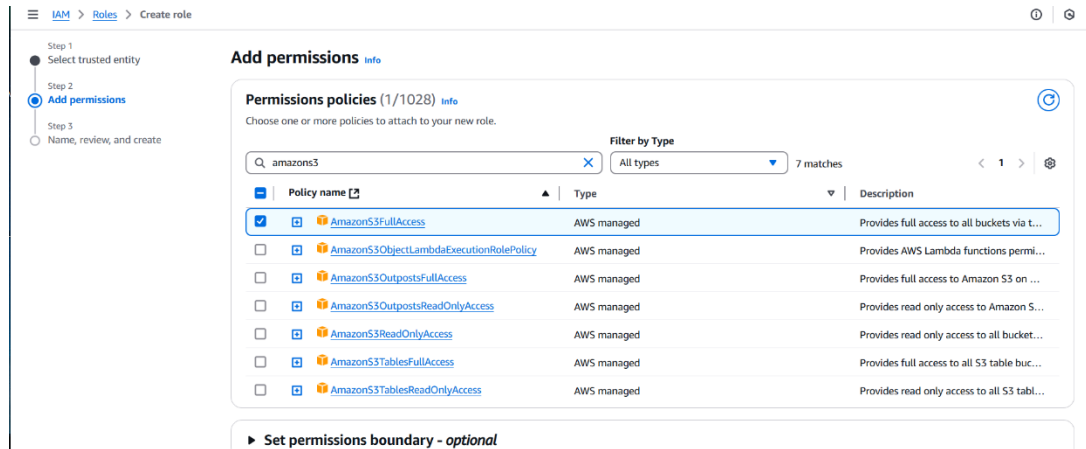 IAM > Roles > Create role
Step 1
Select trusted entity
Step 2
Add permissions
Step 3
Name, review, and create
Add permissions Info
Permissions policies (1/1028) Info
Choose one or more policies to attach to your new role.
Filter by Type
amazons3
All types
7 matches
1
Policy name
Type
Description
AmazonS3FullAccess AWS managed Provides full access to all buckets via t...
AmazonS3ObjectLambdaExecutionRolePolicy AWS managed Provides AWS Lambda functions permi...
AmazonS3OutpostsFullAccess AWS managed Provides full access to Amazon S3 on ...
AmazonS3OutpostsReadOnlyAccess AWS managed Provides read only access to Amazon S...
AmazonS3ReadOnlyAccess AWS managed Provides read only access to all bucket...
AmazonS3TablesFullAccess AWS managed Provides full access to all S3 table buc...
AmazonS3TablesReadOnlyAccess AWS managed Provides read only access to all S3 tabl...
Set permissions boundary - optional